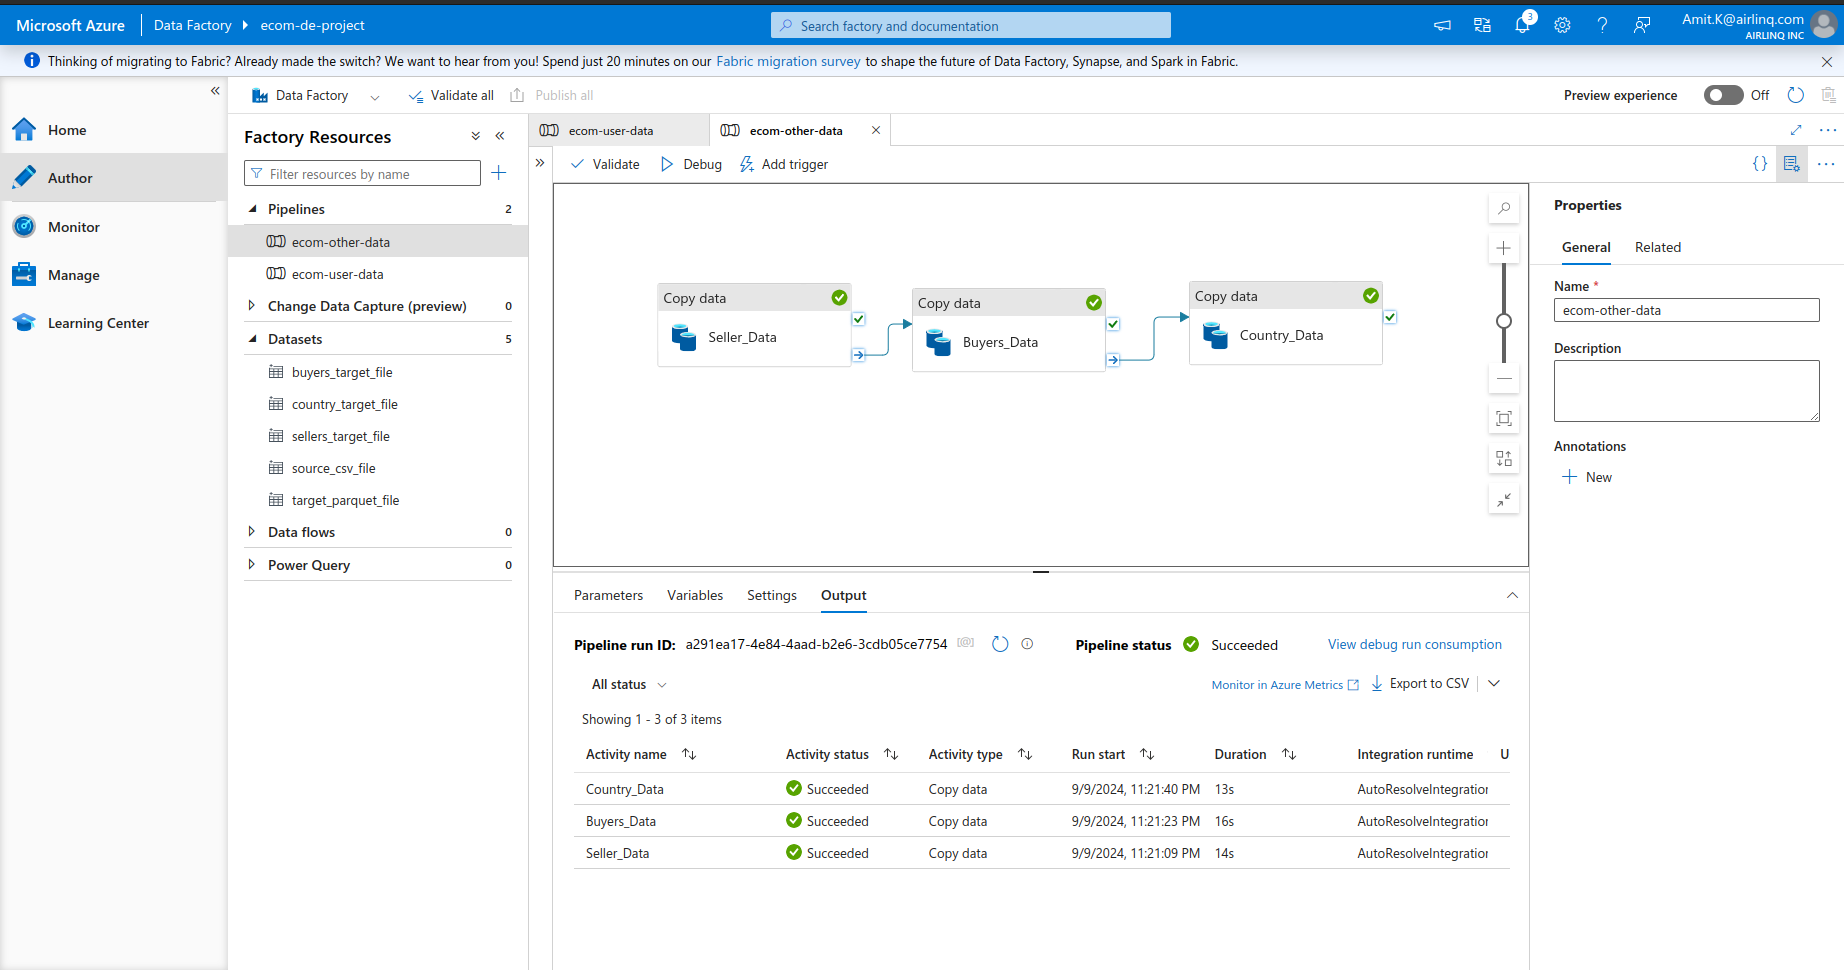 Microsoft Azure Data Factory ecom-de-project Search factory and documentation 3 Amit.K@airlinq.com
AIRLINQ INC
Thinking of migrating to Fabric? Already made the switch? We want to hear from you! Spend just 20 minutes on our Fabric migration survey to shape the future of Data Factory, Synapse, and Spark in Fabric.
Home
Author
Monitor
Manage
Learning Center
Data Factory Validate all Publish all Preview experience Off
Factory Resources
Filter resources by name
Pipelines 2
ecom-other-data
ecom-user-data
Change Data Capture (preview) 0
Datasets 5
buyers_target_file
country_target_file
sellers_target_file
source_csv_file
target_parquet_file
Data flows 0
Power Query 0
ecom-user-data ecom-other-data
Validate Debug Add trigger
Copy data
Seller_Data
Copy data
Buyers_Data
Copy data
Country_Data
Properties
General Related
Name *
ecom-other-data
Description
Annotations
New
Parameters Variables Settings Output
Pipeline run ID: a291ea17-4e84-4aad-b2e6-3cdb05ce7754 [@] Pipeline status Succeeded View debug run consumption
All status Monitor in Azure Metrics Export to CSV
Showing 1 - 3 of 3 items
Activity name Activity status Activity type Run start Duration Integration runtime U
Country_Data Succeeded Copy data 9/9/2024, 11:21:40 PM 13s AutoResolveIntegration
Buyers_Data Succeeded Copy data 9/9/2024, 11:21:23 PM 16s AutoResolveIntegration
Seller_Data Succeeded Copy data 9/9/2024, 11:21:09 PM 14s AutoResolveIntegration